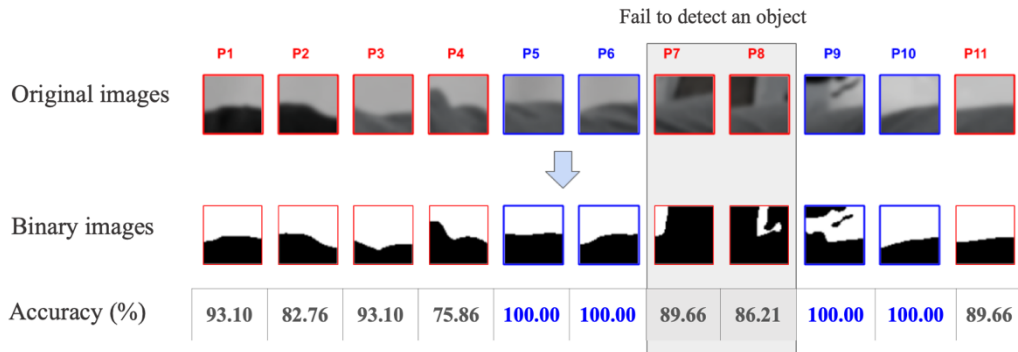 Fail to detect an object
P1 P2 P3 P4 P5 P6 P7 P8 P9 P10 P11
Original images
Binary images
Accuracy (%) 93.10 82.76 93.10 75.86 100.00 100.00 89.66 86.21 100.00 100.00 89.66